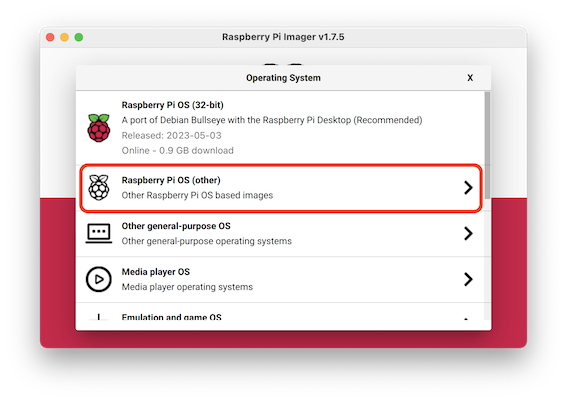 Raspberry Pi Imager v1.7.5
Operating System
X
Raspberry Pi OS (32-bit)
A port of Debian Bullseye with the Raspberry Pi Desktop (Recommended)
Released: 2023-05-03
Online - 0.9 GB download
Raspberry Pi OS (other)
Other Raspberry Pi OS based images
Other general-purpose OS
Other general-purpose operating systems
Media player OS
Media player operating systems
Emulation and game OS